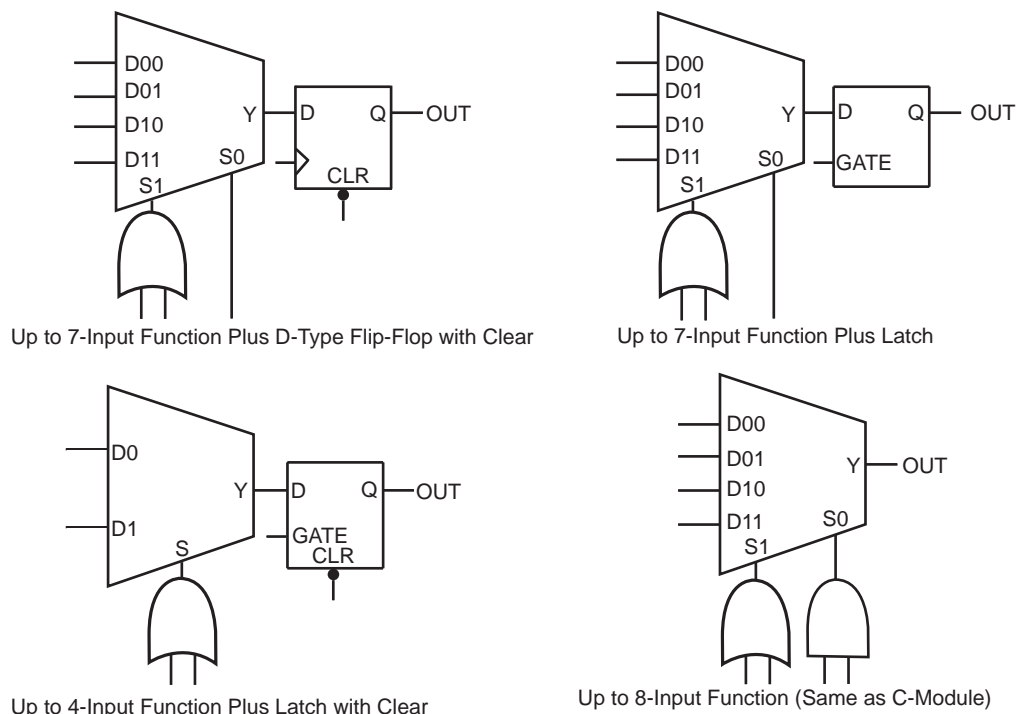 D00
D01
D10
D11
S1
S0
Y
D
Q
CLR
OUT
Up to 7-Input Function Plus D-Type Flip-Flop with Clear
D00
D01
D10
D11
S1
S0
Y
D
Q
GATE
OUT
Up to 7-Input Function Plus Latch
D0
D1
S
Y
D
Q
GATE
CLR
OUT
Up to 4-Input Function Plus Latch with Clear
D00
D01
D10
D11
S1
S0
Y
OUT
Up to 8-Input Function (Same as C-Module)